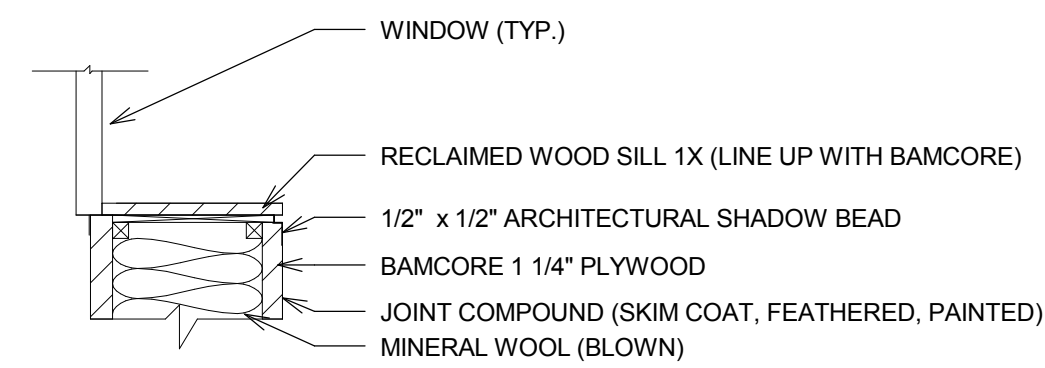 WINDOW (TYP.)
RECLAIMED WOOD SILL 1X (LINE UP WITH BAMCORE)
1/2" x 1/2" ARCHITECTURAL SHADOW BEAD
BAMCORE 1 1/4" PLYWOOD
JOINT COMPOUND (SKIM COAT, FEATHERED, PAINTED)
MINERAL WOOL (BLOWN)